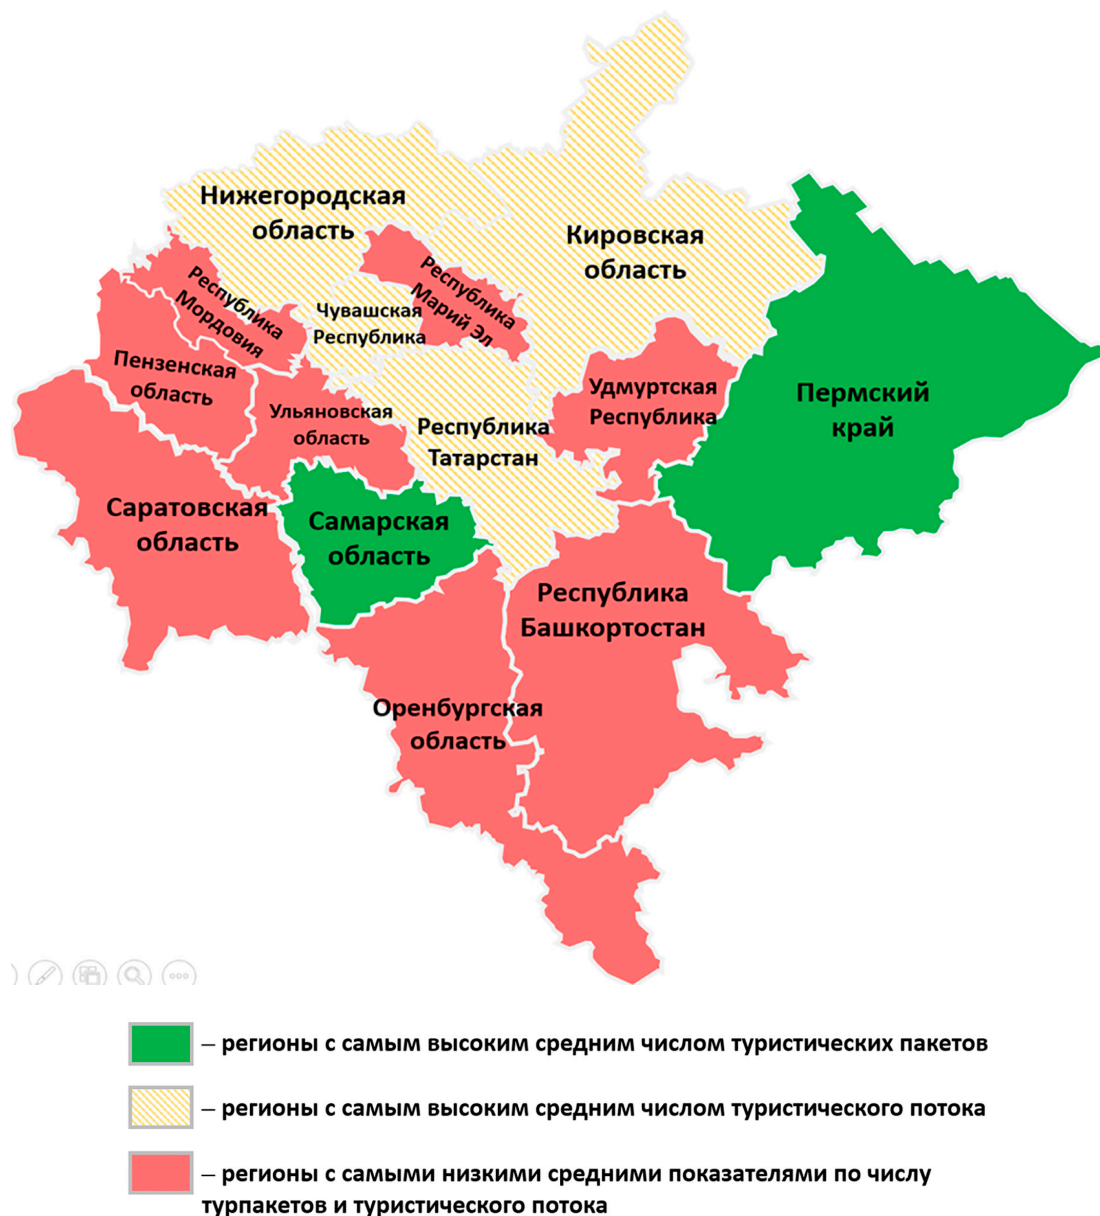 Нижегородская
область
Кировская
область
Республика
Марий Эл
Республика
Мордовия
Чувашская
Республика
Пензенская
область
Ульяновская
область
Республика
Татарстан
Удмуртская
Республика
Пермский
край
Саратовская
область
Самарская
область
Республика
Башкортостан
Оренбургская
область
– регионы с самым высоким средним числом туристических пакетов
– регионы с самым высоким средним числом туристического потока
– регионы с самыми низкими средними показателями по числу
турпакетов и туристического потока